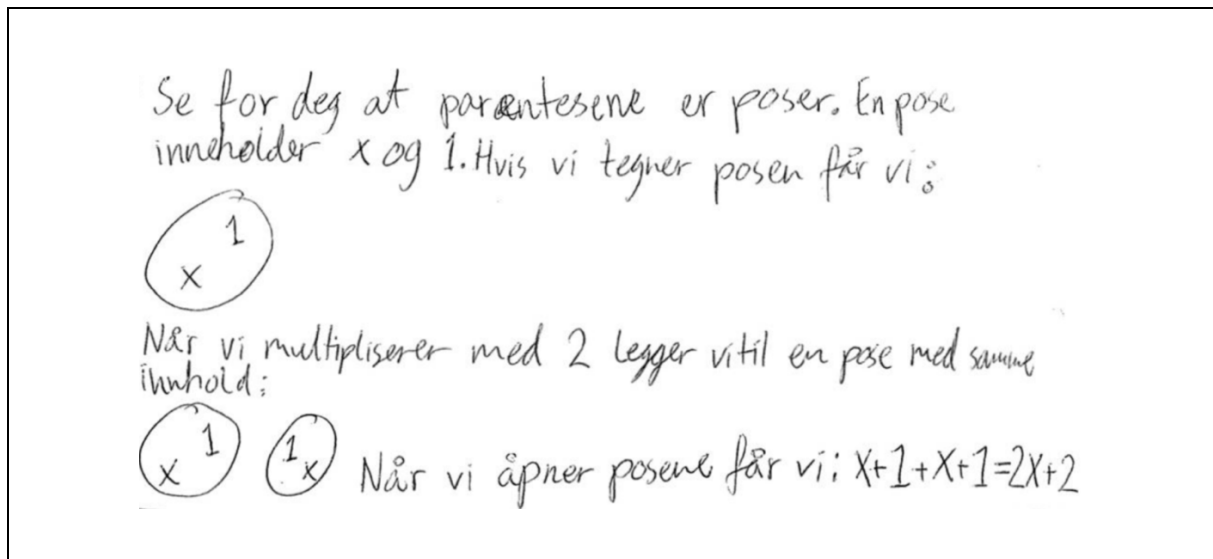 Se for deg at parentesene er poser. En pose
inneholder x og 1. Hvis vi tegner posen får vi:
1
x
Når vi multipliserer med 2 legger vi til en pose med samme
innhold:
x 1 1 x Når vi åpner posene får vi: x+1+x+1=2x+2